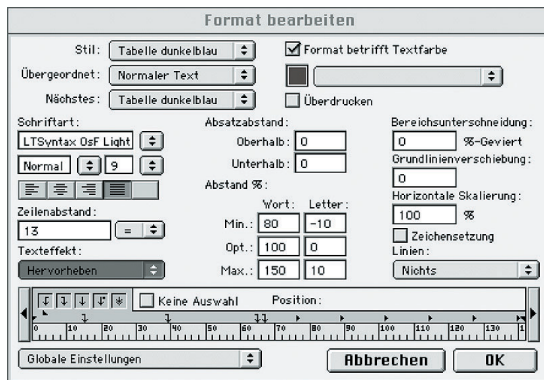 Format bearbeiten
Stil: Tabelle dunkelblau
Format betrifft Textfarbe
Übergeordnet: Normaler Text
Nächstes: Tabelle dunkelblau
Überdrucken
Schriftart:
LTSyntax OsF Light
Normal 9
Zeilenabstand:
13 =
Texteffekt:
Hervorheben
Absatzabstand:
Oberhalb: 0
Unterhalb: 0
Abstand %:
Wort: Letter:
Min.: 80 -10
Opt.: 100 0
Max.: 150 10
Bereichsunterschneidung:
0 %-Geviert
Grundlinienverschiebung:
0
Horizontale Skalierung:
100 %
Zeichensetzung
Linien:
Nichts
Keine Auswahl Position:
0 10 20 30 40 50 60 70 80 90 100 110 120 130 1
Globale Einstellungen
Abbrechen OK